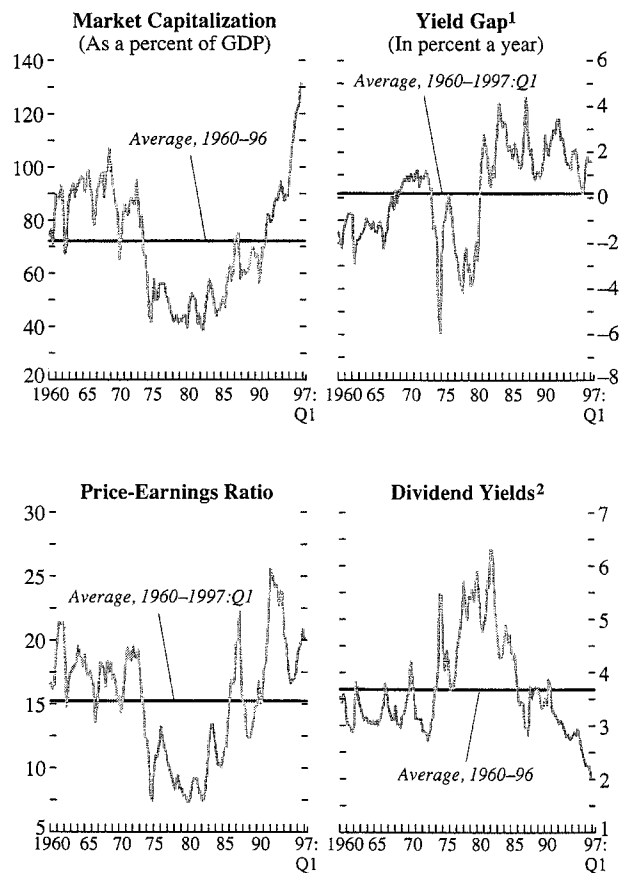 Market Capitalization
(As a percent of GDP)
140
120
100
80
60
40
20
Average, 1960–96
1960 65 70 75 80 85 90 97:
Q1
Yield Gap1
(In percent a year)
6
4
2
0
–2
–4
–6
–8
Average, 1960–1997:Q1
1960 65 70 75 80 85 90 97:
Q1
Price-Earnings Ratio
30
25
20
15
10
5
Average, 1960–1997:Q1
1960 65 70 75 80 85 90 97:
Q1
Dividend Yields2
7
6
5
4
3
2
1
Average, 1960–96
1960 65 70 75 80 85 90 97:
Q1